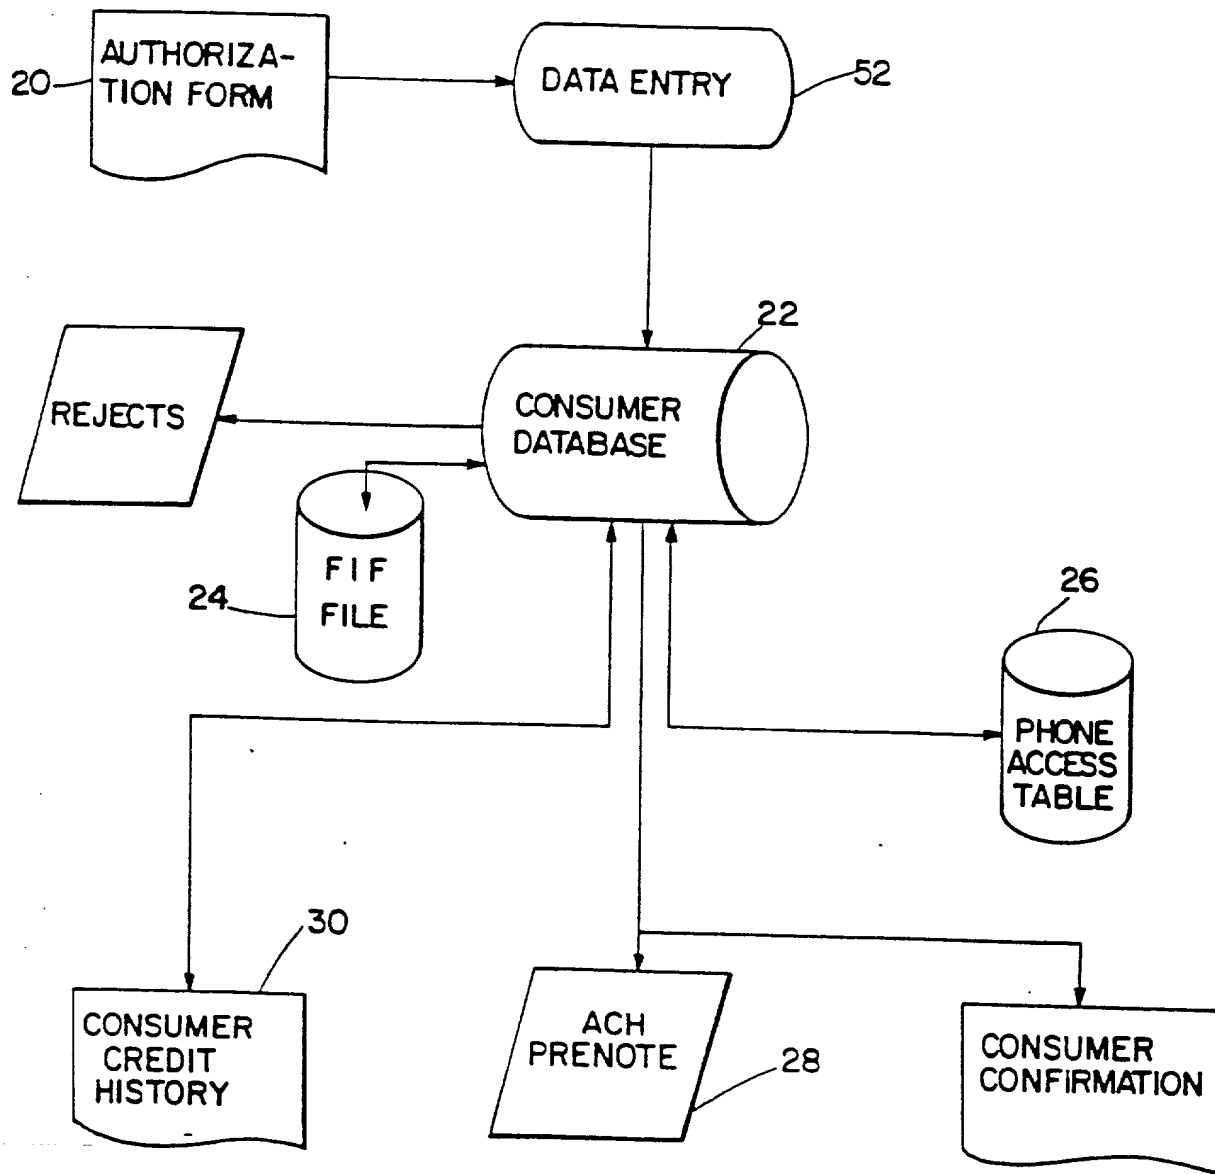 AUTHORIZA-
TION FORM
20
DATA ENTRY
52
22
CONSUMER
DATABASE
REJECTS
FIF
FILE
24
26
PHONE
ACCESS
TABLE
30
CONSUMER
CREDIT
HISTORY
ACH
PRENOTE
28
CONSUMER
CONFIRMATION